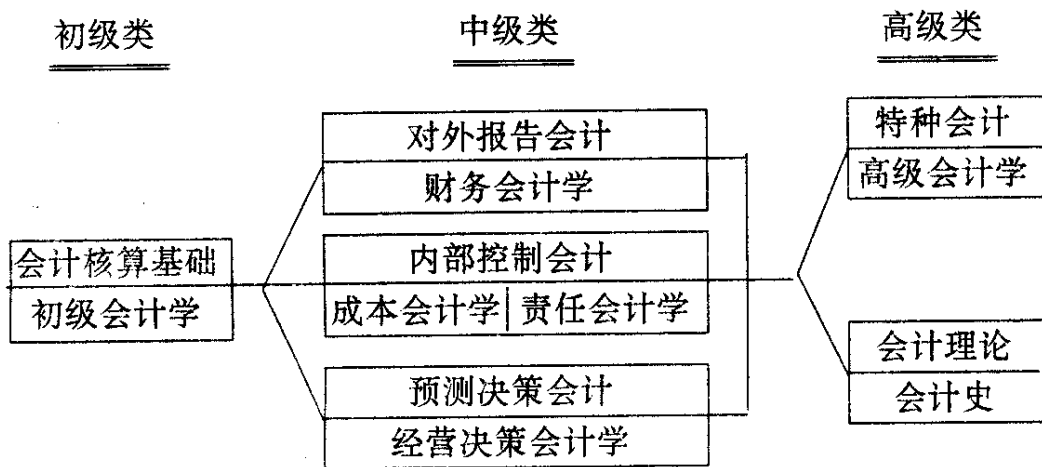 初级类
中级类
高级类
会计核算基础
初级会计学
对外报告会计
财务会计学
内部控制会计
成本会计学|责任会计学
预测决策会计
经营决策会计学
特种会计
高级会计学
会计理论
会计史